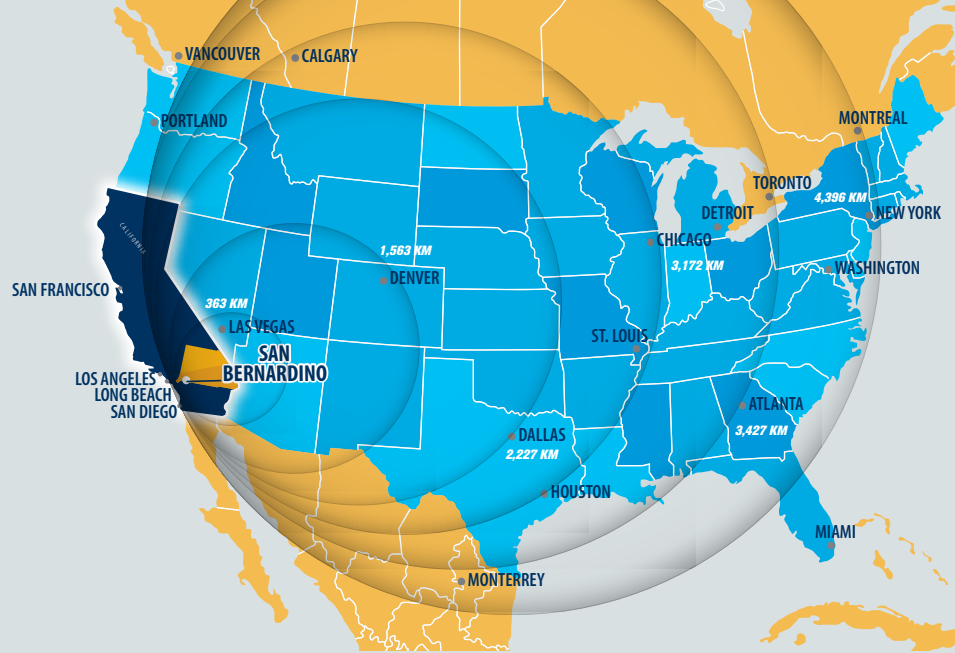 VANCOUVER
CALGARY
PORTLAND
MONTREAL
TORONTO
4,396 KM
DETROIT
NEW YORK
CALIFORNIA
CHICAGO
1,563 KM
3,172 KM
WASHINGTON
DENVER
SAN FRANCISCO
363 KM
LAS VEGAS
ST. LOUIS
SAN
BERNARDINO
LOS ANGELES
LONG BEACH
SAN DIEGO
ATLANTA
3,427 KM
DALLAS
2,227 KM
HOUSTON
MIAMI
MONTERREY